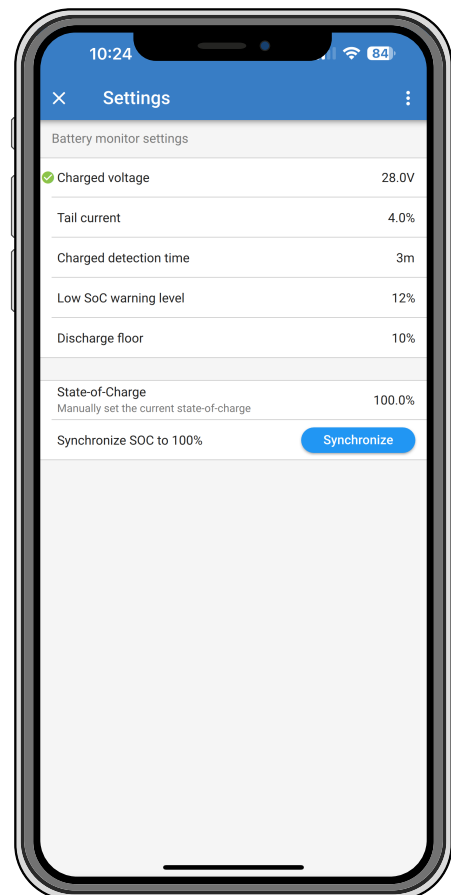 10:24
84
Settings
Battery monitor settings
Charged voltage 28.0V
Tail current 4.0%
Charged detection time 3m
Low SoC warning level 12%
Discharge floor 10%
State-of-Charge 100.0%
Manually set the current state-of-charge
Synchronize SOC to 100% Synchronize